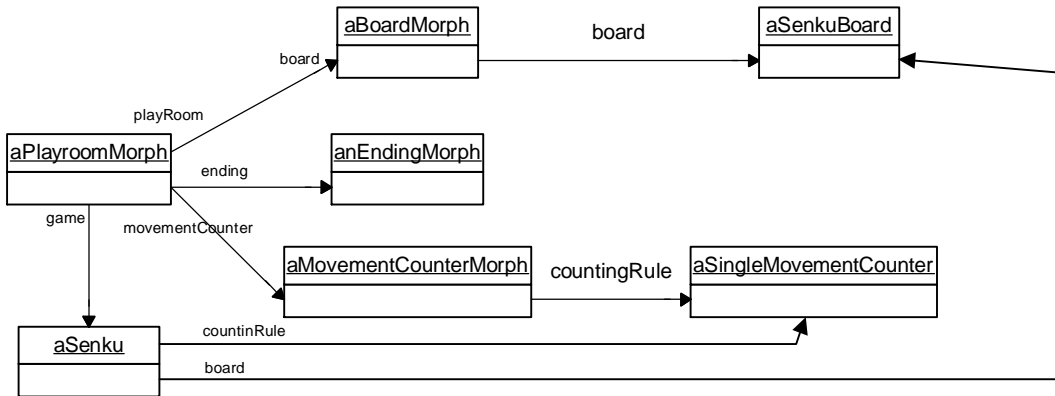 aBoardMorph
board
aSenkuBoard
board
playRoom
aPlayroomMorph
anEndingMorph
ending
game
movementCounter
aMovementCounterMorph
countingRule
aSingleMovementCounter
countinRule
aSenku
board